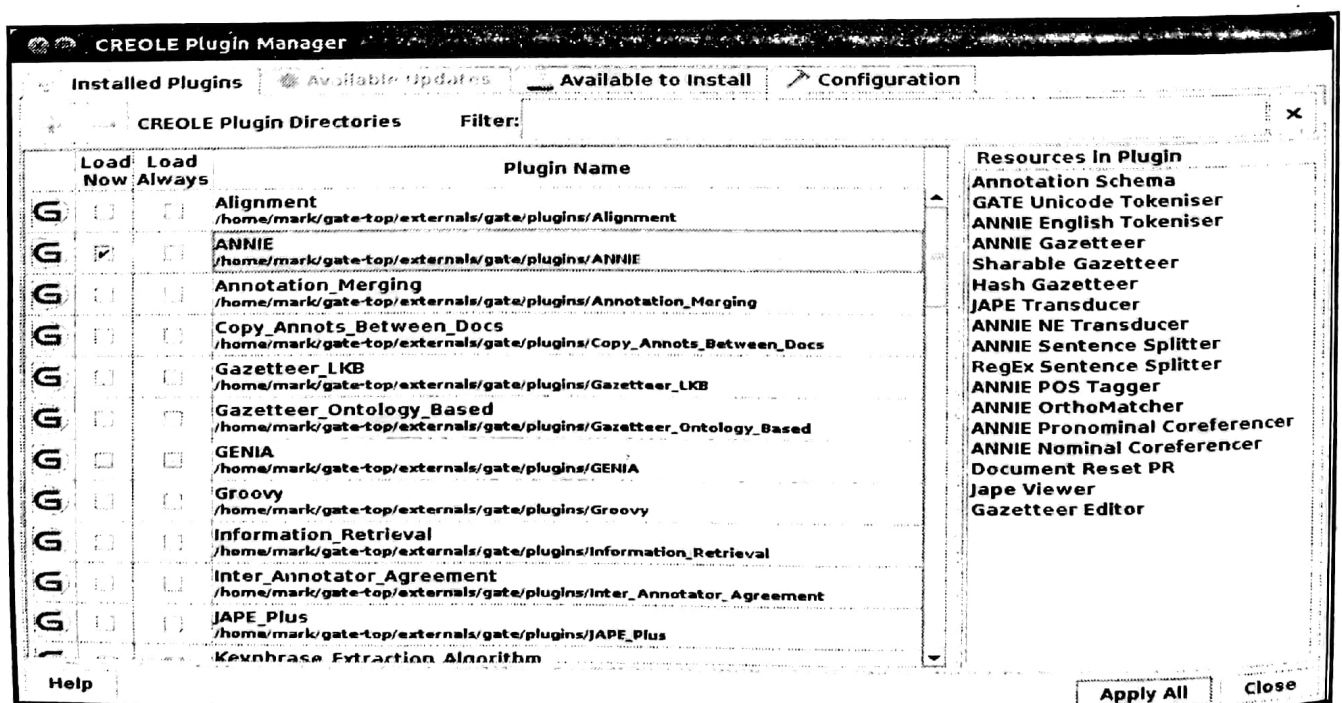 CREOLE Plugin Manager
Installed Plugins Available Updates Available to Install Configuration
CREOLE Plugin Directories Filter:
Load Now Load Always Plugin Name
Alignment
/home/mark/gate-top/externals/gate/plugins/Alignment
ANNIE
/home/mark/gate-top/externals/gate/plugins/ANNIE
Annotation_Merging
/home/mark/gate-top/externals/gate/plugins/Annotation_Merging
Copy_Annots_Between_Docs
/home/mark/gate-top/externals/gate/plugins/Copy_Annots_Between_Docs
Gazetteer_LKB
/home/mark/gate-top/externals/gate/plugins/Gazetteer_LKB
Gazetteer_Ontology_Based
/home/mark/gate-top/externals/gate/plugins/Gazetteer_Ontology_Based
GENIA
/home/mark/gate-top/externals/gate/plugins/GENIA
Groovy
/home/mark/gate-top/externals/gate/plugins/Groovy
Information_Retrieval
/home/mark/gate-top/externals/gate/plugins/Information_Retrieval
Inter_Annotator_Agreement
/home/mark/gate-top/externals/gate/plugins/Inter_Annotator_Agreement
JAPE_Plus
/home/mark/gate-top/externals/gate/plugins/JAPE_Plus
Keyphrase_Extraction_Algorithm
Resources in Plugin
Annotation Schema
GATE Unicode Tokeniser
ANNIE English Tokeniser
ANNIE Gazetteer
Sharable Gazetteer
Hash Gazetteer
JAPE Transducer
ANNIE NE Transducer
ANNIE Sentence Splitter
RegEx Sentence Splitter
ANNIE POS Tagger
ANNIE OrthoMatcher
ANNIE Pronominal Coreferencer
ANNIE Nominal Coreferencer
Document Reset PR
Jape Viewer
Gazetteer Editor
Help Apply All Close